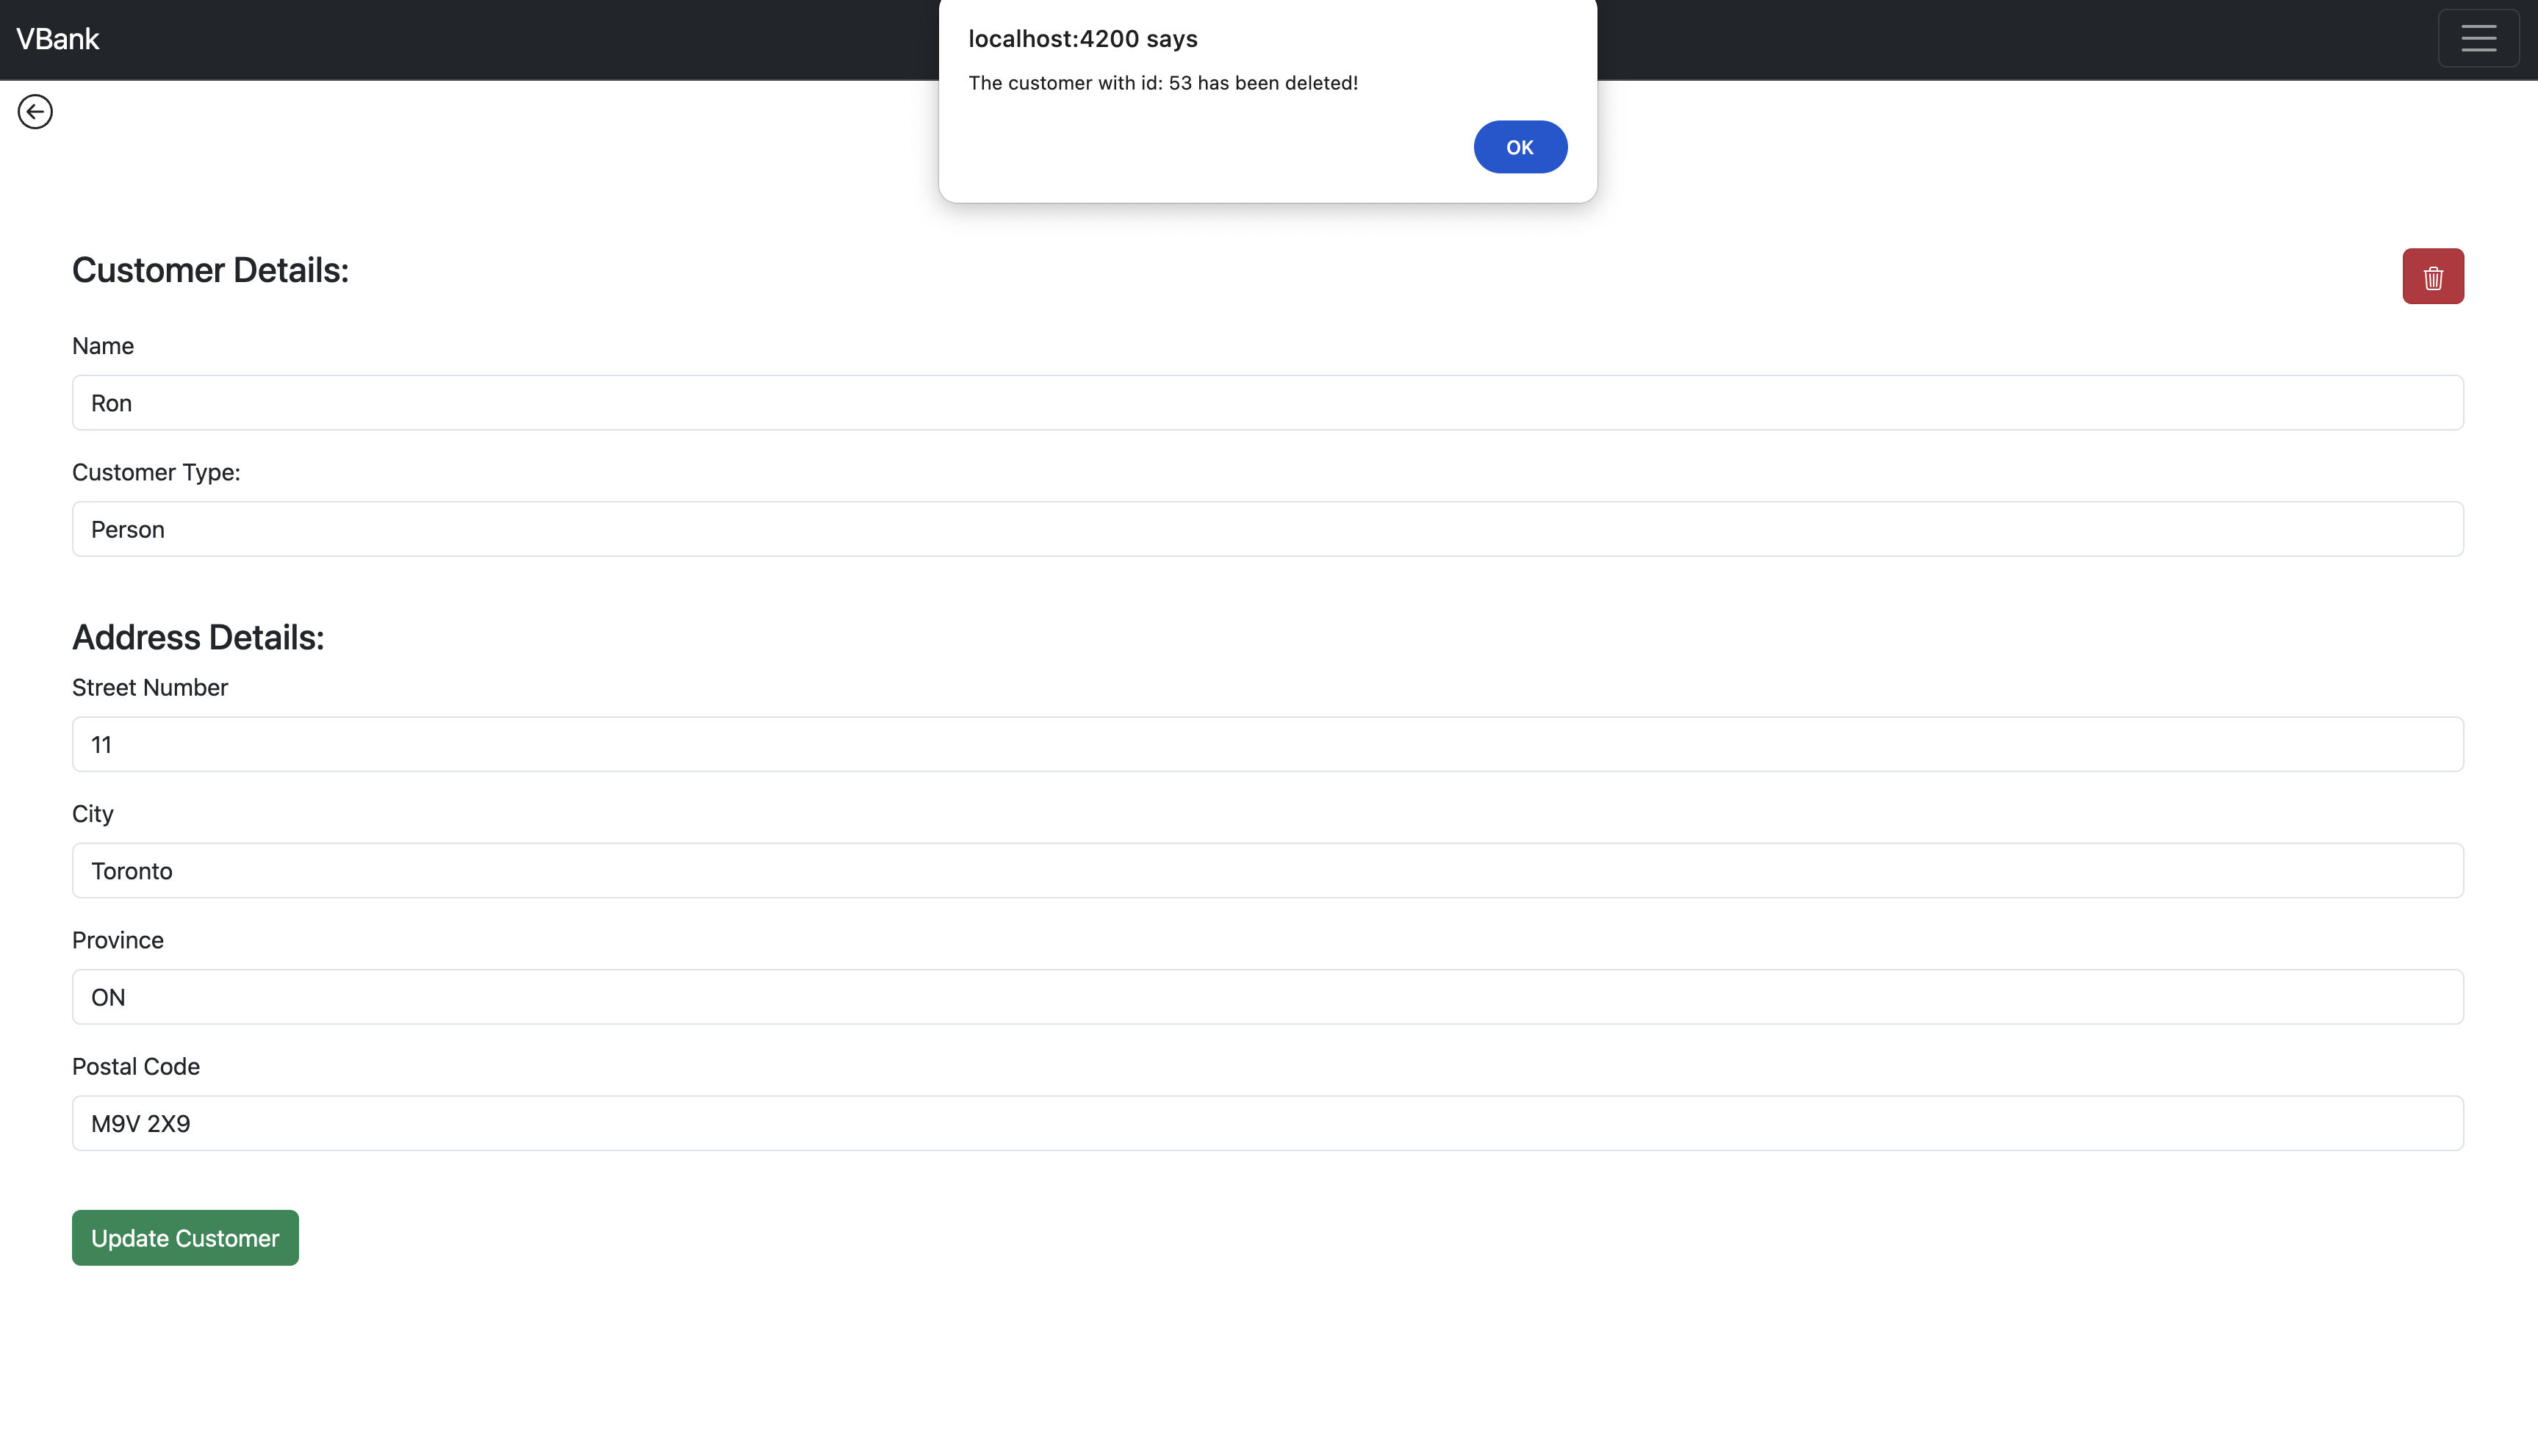 VBank
localhost:4200 says
The customer with id: 53 has been deleted!
OK
Customer Details:
Name
Ron
Customer Type:
Person
Address Details:
Street Number
11
City
Toronto
Province
ON
Postal Code
M9V 2X9
Update Customer